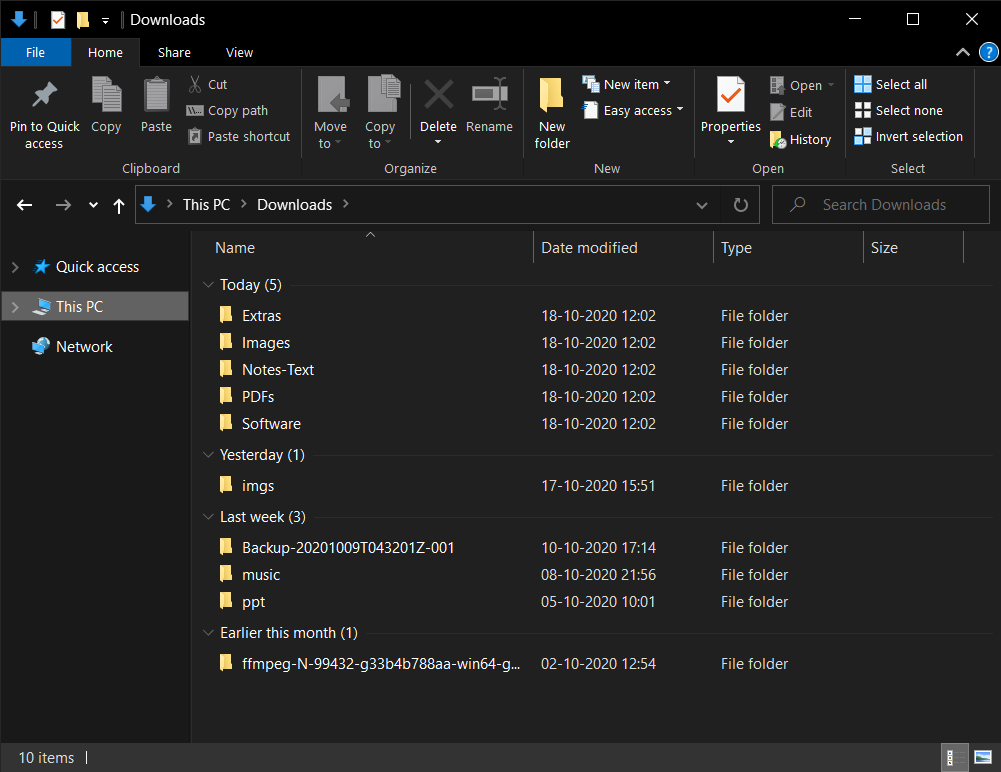 Downloads
File Home Share View
Pin to Quick access
Copy
Paste
Cut
Copy path
Paste shortcut
Clipboard
Move to
Copy to
Delete
Rename
Organize
New folder
New item
Easy access
New
Properties
Open
Edit
History
Open
Select all
Select none
Invert selection
Select
This PC > Downloads >
Search Downloads
Quick access
This PC
Network
Name Date modified Type Size
Today (5)
Extras 18-10-2020 12:02 File folder
Images 18-10-2020 12:02 File folder
Notes-Text 18-10-2020 12:02 File folder
PDFs 18-10-2020 12:02 File folder
Software 18-10-2020 12:02 File folder
Yesterday (1)
imgs 17-10-2020 15:51 File folder
Last week (3)
Backup-20201009T043201Z-001 10-10-2020 17:14 File folder
music 08-10-2020 21:56 File folder
ppt 05-10-2020 10:01 File folder
Earlier this month (1)
ffmpeg-N-99432-g33b4b788aa-win64-g... 02-10-2020 12:54 File folder
10 items